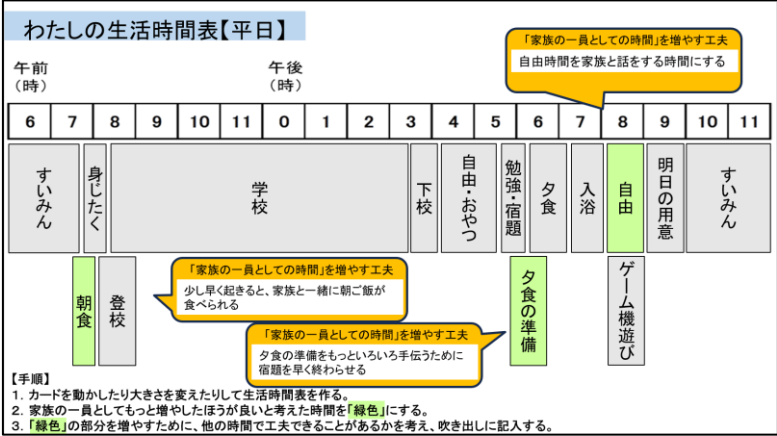 わたしの生活時間表【平日】
「家族の一員としての時間」を増やす工夫
自由時間を家族と話をする時間にする
午前
（時）
午後
（時）
6 7 8 9 10 11 0 1 2 3 4 5 6 7 8 9 10 11
すいみん
身じたく
学校
下校
自由・おやつ
勉強・宿題
夕食
入浴
自由
明日の用意
すいみん
朝食
登校
「家族の一員としての時間」を増やす工夫
少し早く起きると、家族と一緒に朝ご飯が
食べられる
夕食の準備
ゲーム機遊び
「家族の一員としての時間」を増やす工夫
夕食の準備をもっといろいろ手伝うために
宿題を早く終わらせる
【手順】
1．カードを動かしたり大きさを変えたりして生活時間表を作る。
2．家族の一員としてもっと増やしたほうが良いと考えた時間を「緑色」にする。
3．「緑色」の部分を増やすために、他の時間で工夫できることがあるかを考え、吹き出しに記入する。